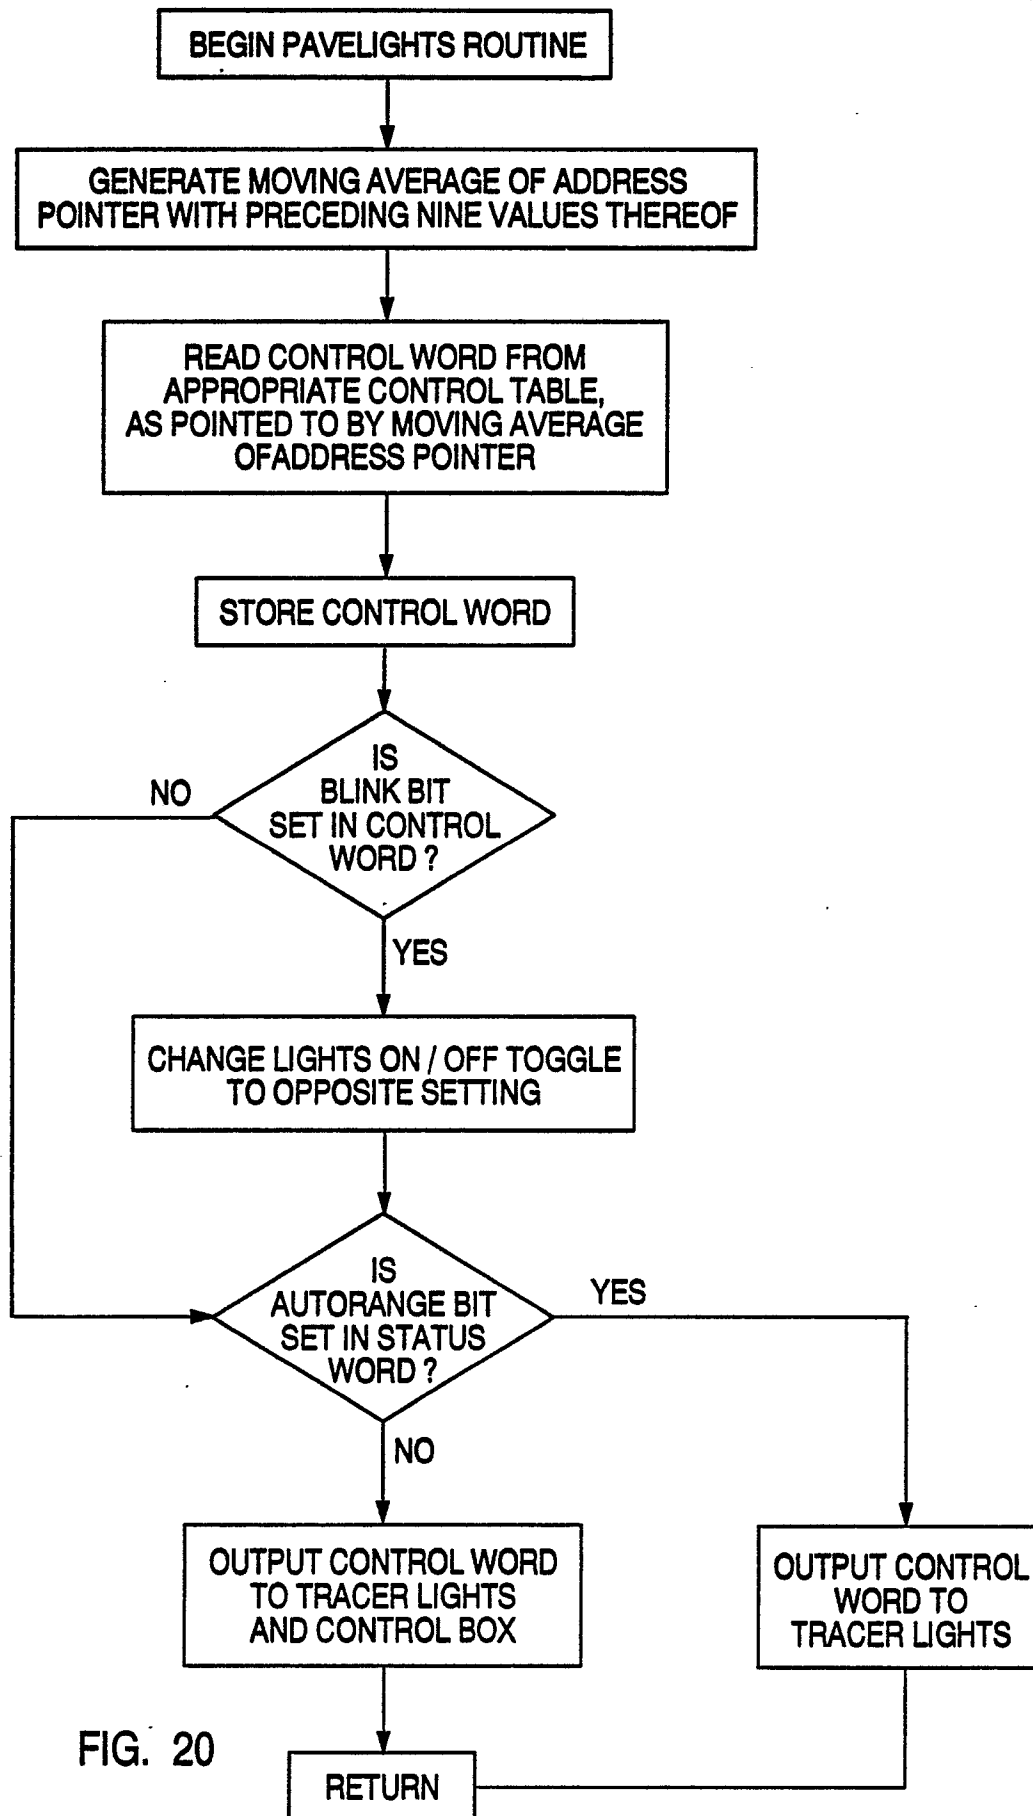 BEGIN PAVELIGHTS ROUTINE
GENERATE MOVING AVERAGE OF ADDRESS
POINTER WITH PRECEDING NINE VALUES THEREOF
READ CONTROL WORD FROM
APPROPRIATE CONTROL TABLE,
AS POINTED TO BY MOVING AVERAGE
OFADDRESS POINTER
STORE CONTROL WORD
IS
BLINK BIT
SET IN CONTROL
WORD ?
NO
YES
CHANGE LIGHTS ON / OFF TOGGLE
TO OPPOSITE SETTING
IS
AUTORANGE BIT
SET IN STATUS
WORD ?
YES
NO
OUTPUT CONTROL WORD
TO TRACER LIGHTS
AND CONTROL BOX
OUTPUT CONTROL
WORD TO
TRACER LIGHTS
RETURN
FIG. 20